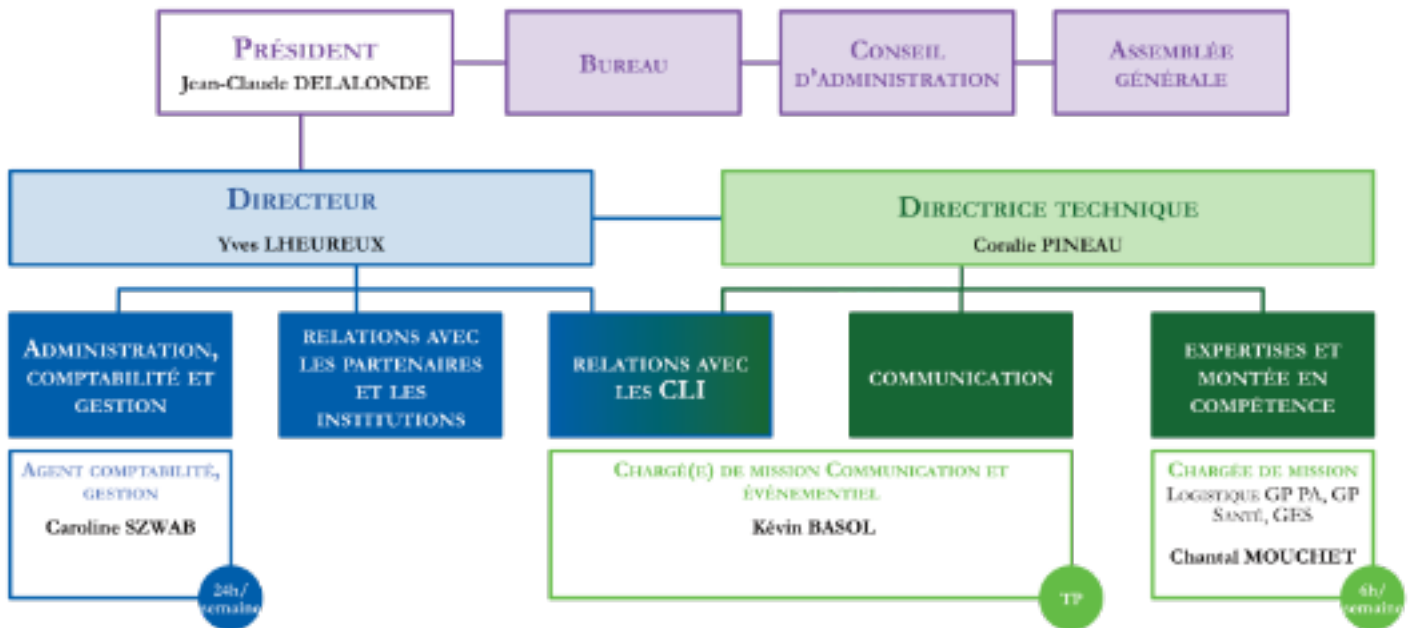 PRÉSIDENT
Jean-Claude DELALONDE
BUREAU
CONSEIL
D'ADMINISTRATION
ASSEMBLÉE
GÉNÉRALE
DIRECTEUR
Yves LHEUREUX
DIRECTRICE TECHNIQUE
Coralie PINEAU
ADMINISTRATION,
COMPTABILITÉ ET
GESTION
RELATIONS AVEC
LES PARTENAIRES
ET LES
INSTITUTIONS
RELATIONS AVEC
LES CLI
COMMUNICATION
EXPERTISES ET
MONTÉE EN
COMPÉTENCE
AGENT COMPTABILITÉ,
GESTION
Caroline SZWAB
24h/
semaine
CHARGÉ(E) DE MISSION COMMUNICATION ET
ÉVÉNEMENTIEL
Kévin BASOL
TP
CHARGÉE DE MISSION
LOGISTIQUE GP PA, GP
SANTÉ, GES
Chantal MOUCHET
6h/
semaine